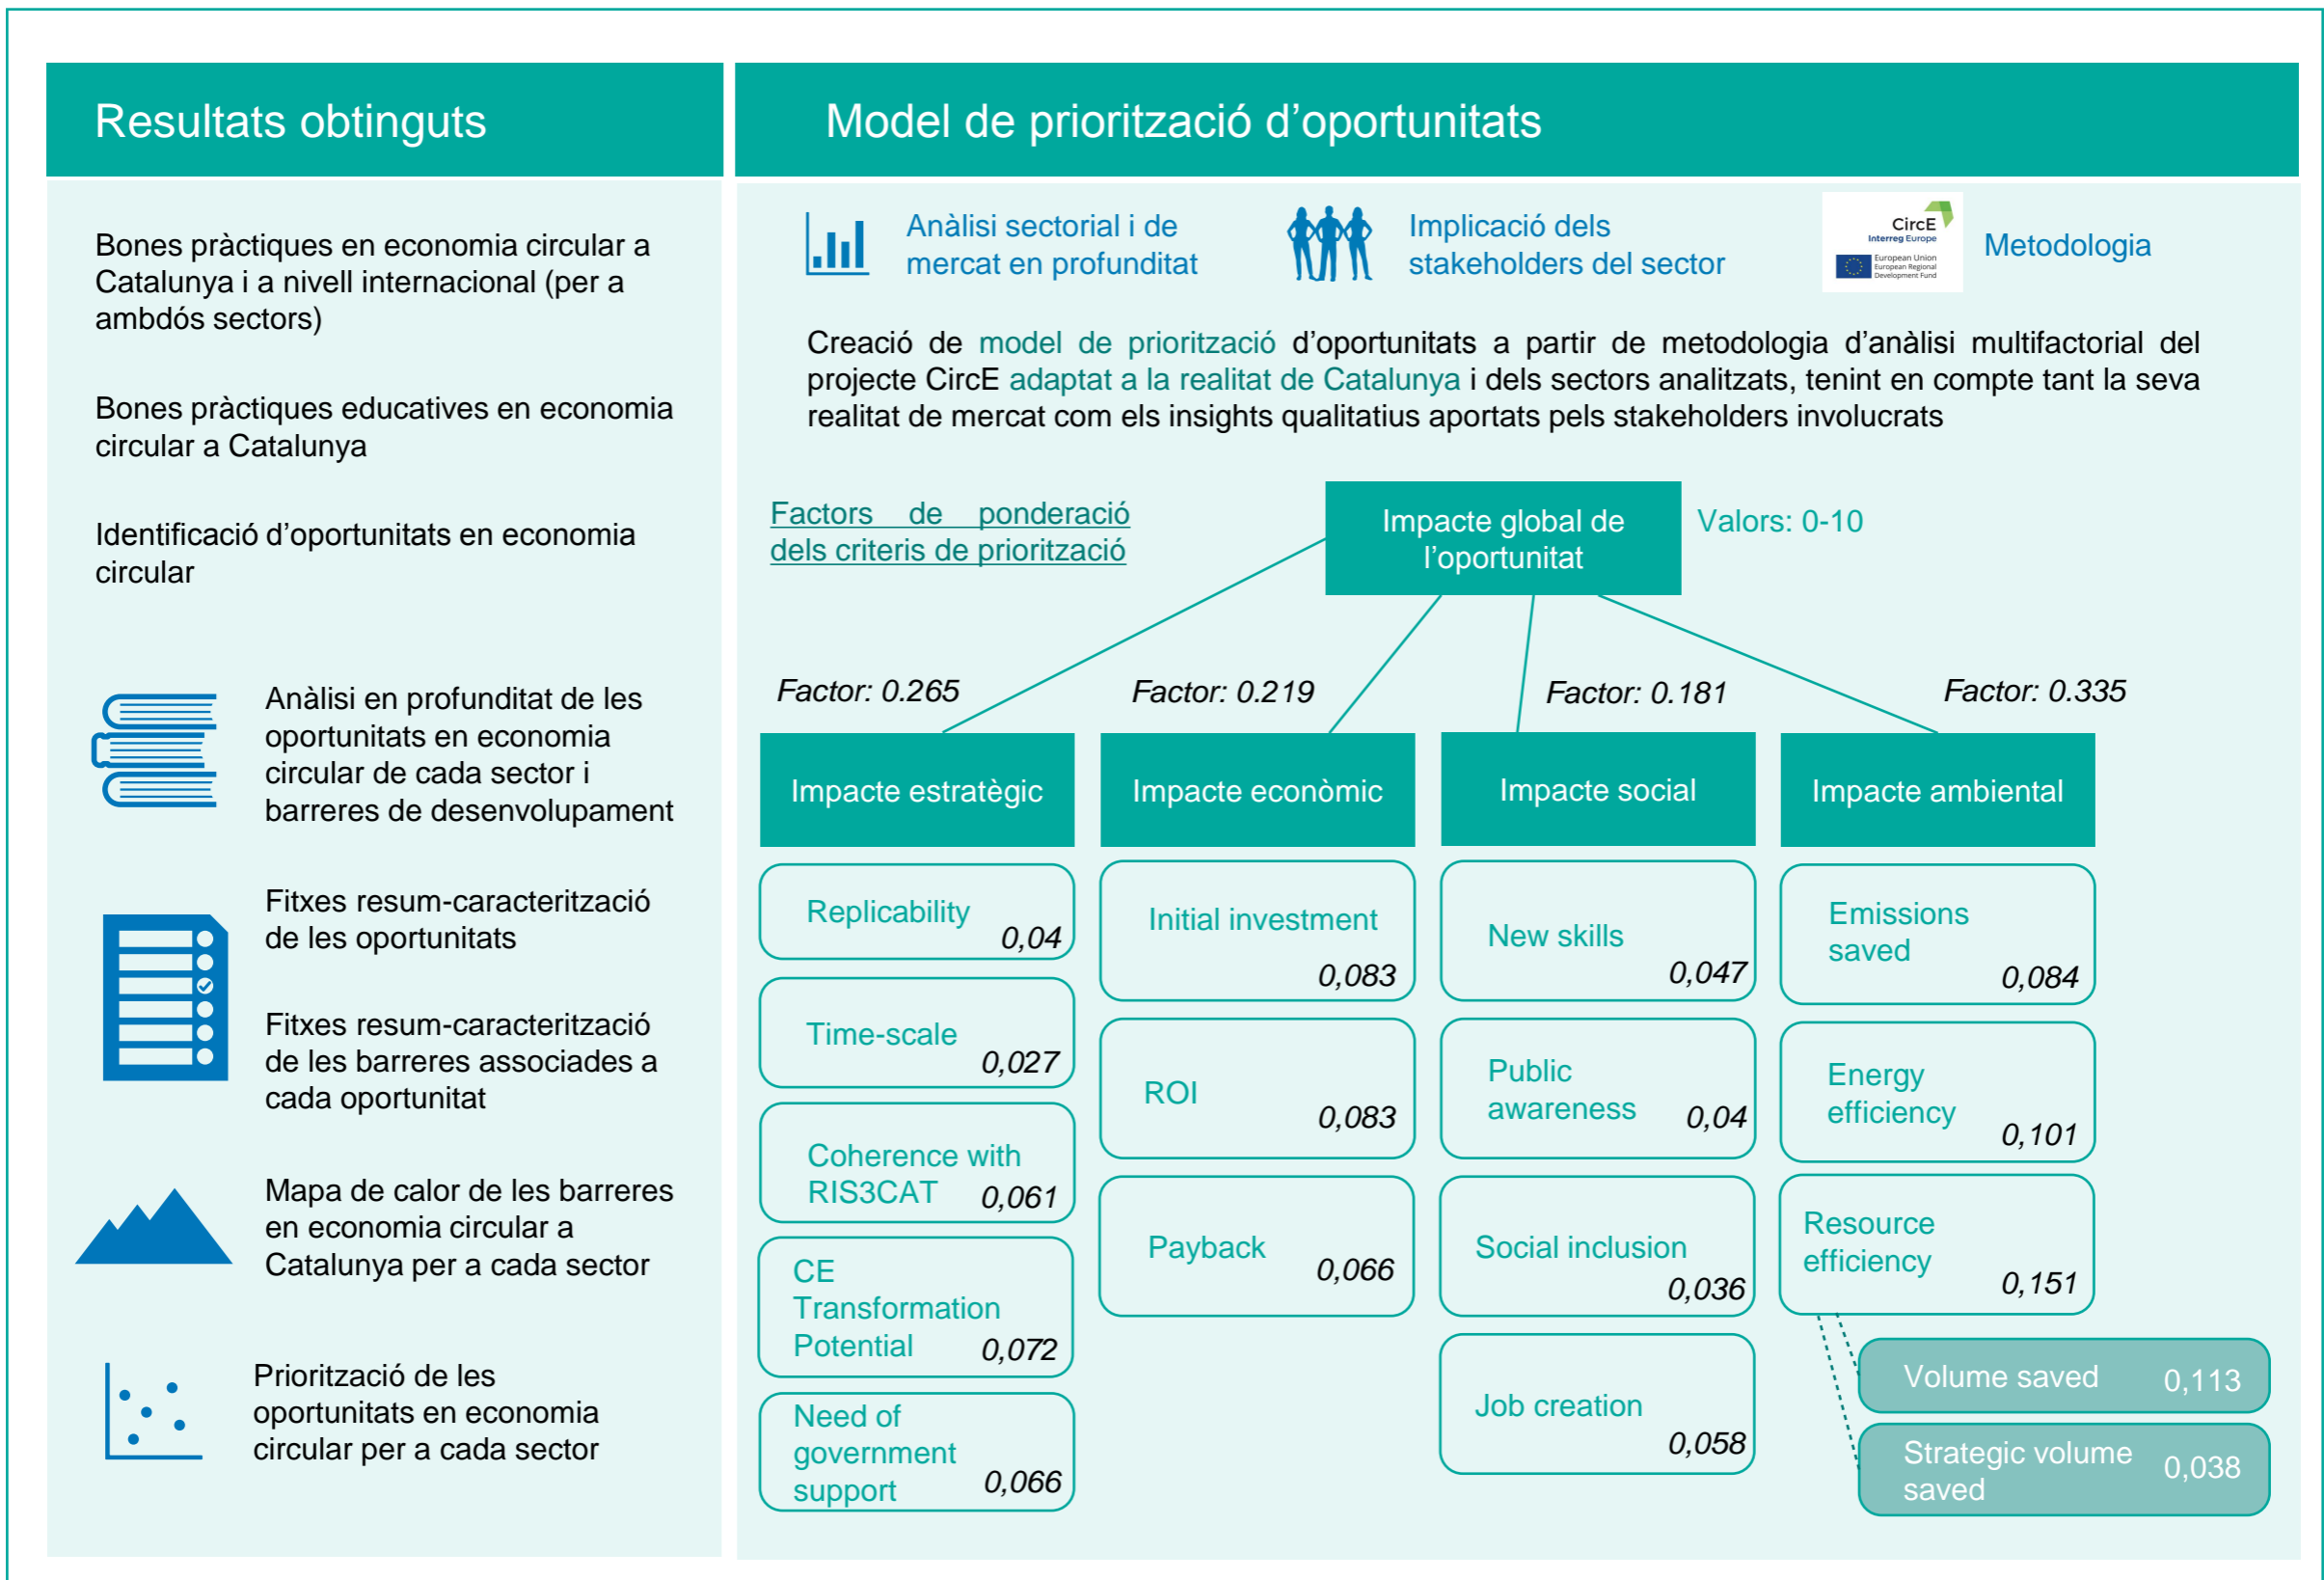 Resultats obtinguts
Bones pràctiques en economia circular a
Catalunya i a nivell internacional (per a
ambdós sectors)
Bones pràctiques educatives en economia
circular a Catalunya
Identificació d’oportunitats en economia
circular
Anàlisi en profunditat de les
oportunitats en economia
circular de cada sector i
barreres de desenvolupament
Fitxes resum-caracterització
de les oportunitats
Fitxes resum-caracterització
de les barreres associades a
cada oportunitat
Mapa de calor de les barreres
en economia circular a
Catalunya per a cada sector
Priorització de les
oportunitats en economia
circular per a cada sector
Model de priorització d’oportunitats
Anàlisi sectorial i de
mercat en profunditat
Implicació dels
stakeholders del sector
CircE
Interreg Europe
European Union
European Regional
Development Fund
Metodologia
Creació de model de priorització d’oportunitats a partir de metodologia d’anàlisi multifactorial del
projecte CircE adaptat a la realitat de Catalunya i dels sectors analitzats, tenint en compte tant la seva
realitat de mercat com els insights qualitatius aportats pels stakeholders involucrats
Factors de ponderació
dels criteris de priorització
Impacte global de
l’oportunitat
Valors: 0-10
Factor: 0.265
Factor: 0.219
Factor: 0.181
Factor: 0.335
Impacte estratègic
Impacte econòmic
Impacte social
Impacte ambiental
Replicability
0,04
Time-scale
0,027
Coherence with
RIS3CAT 0,061
CE
Transformation
Potential 0,072
Need of
government
support 0,066
Initial investment
0,083
ROI
0,083
Payback
0,066
New skills
0,047
Public
awareness 0,04
Social inclusion
0,036
Job creation
0,058
Emissions
saved
0,084
Energy
efficiency
0,101
Resource
efficiency
0,151
Volume saved 0,113
Strategic volume
saved
0,038